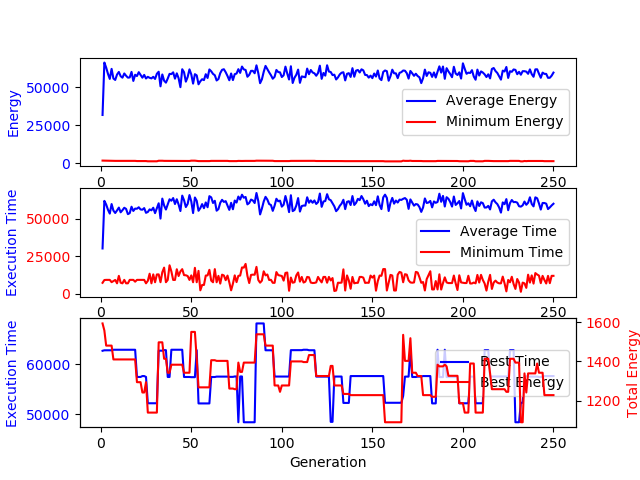 Energy
50000
25000
0
Average Energy
Minimum Energy
0 50 100 150 200 250
Execution Time
50000
25000
0
Average Time
Minimum Time
0 50 100 150 200 250
Execution Time
60000
50000
Best Time
Best Energy
1600
1400
1200
Total Energy
0 50 100 150 200 250
Generation